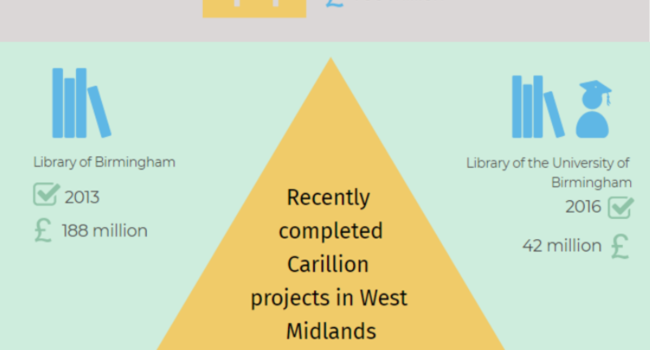 £
Library of Birmingham
2013
£ 188 million
Recently
completed
Carillion
projects in West
Midlands
Library of the University of
Birmingham
2016
42 million £